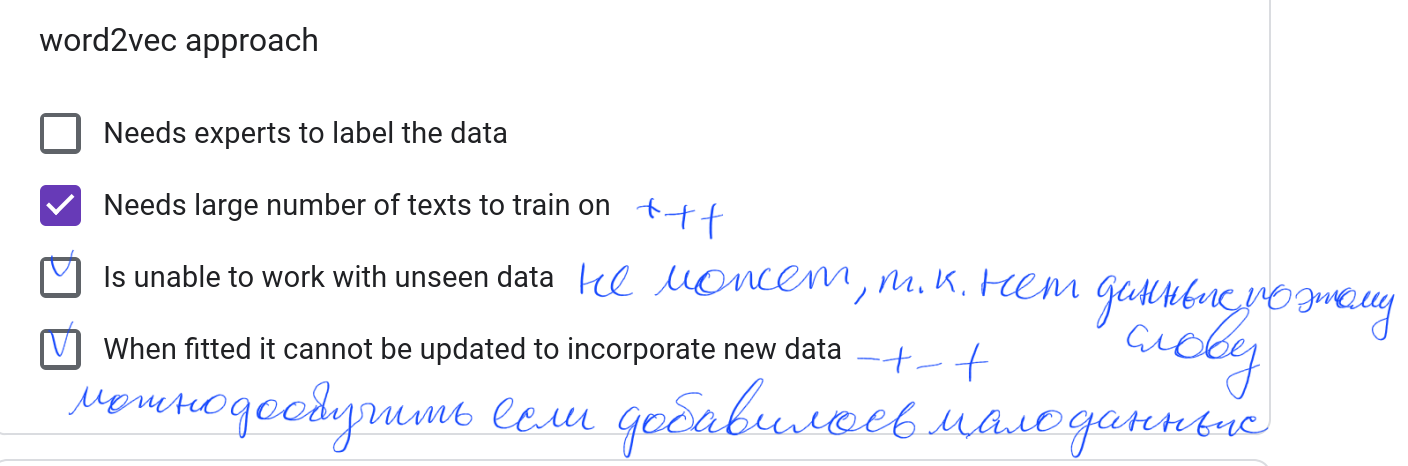 word2vec approach
Needs experts to label the data
Needs large number of texts to train on +++
Is unable to work with unseen data не может, т.к. нет данных по этому
слову
When fitted it cannot be updated to incorporate new data -+-+
можно дообучить если добавилось мало данных